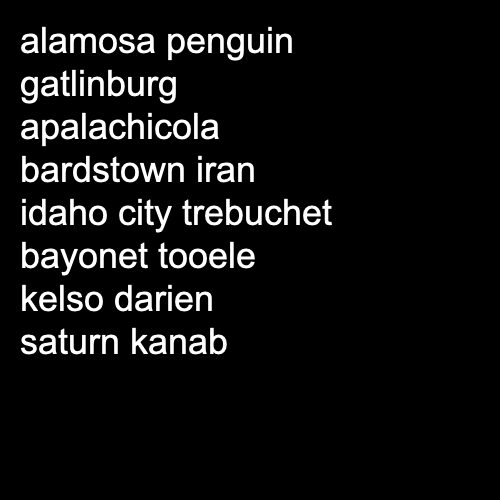 alamosa penguin
gatlinburg
apalachicola
bardstown iran
idaho city trebuchet
bayonet tooele
kelso darien
saturn kanab